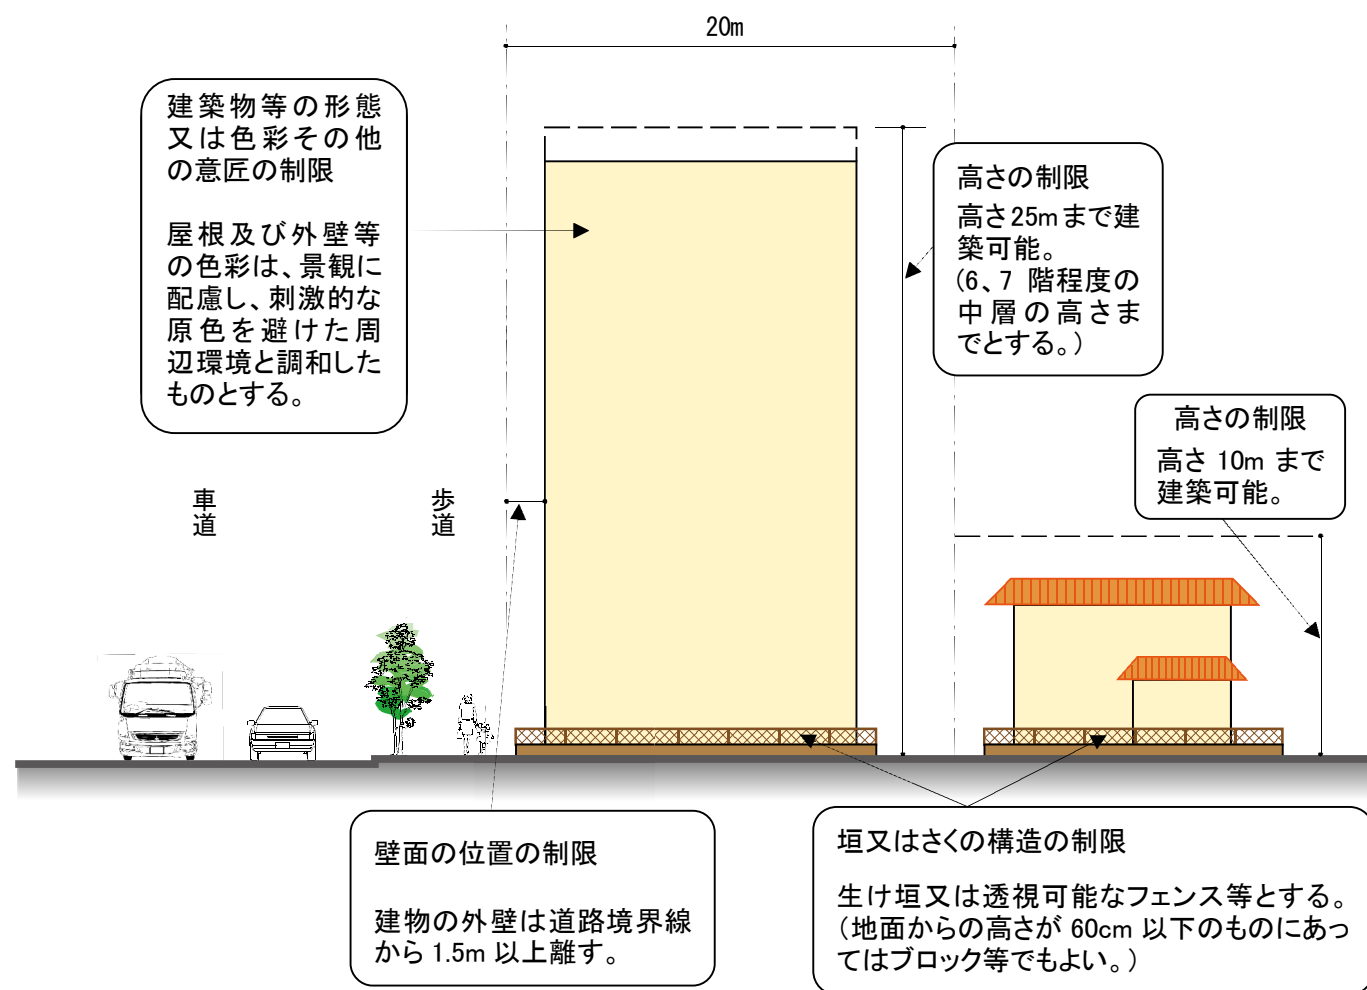 20m
建築物等の形態
又は色彩その他
の意匠の制限
屋根及び外壁等
の色彩は、景観に
配慮し、刺激的な
原色を避けた周
辺環境と調和した
ものとする。
高さの制限
高さ25mまで建
築可能。
(6、7 階程度の
中層の高さま
でとする。)
高さの制限
高さ 10m まで
建築可能。
車道
歩道
壁面の位置の制限
建物の外壁は道路境界線
から 1.5m 以上離す。
垣又はさくの構造の制限
生け垣又は透視可能なフェンス等とする。
(地面からの高さが 60cm 以下のものにあっ
てはブロック等でもよい。)